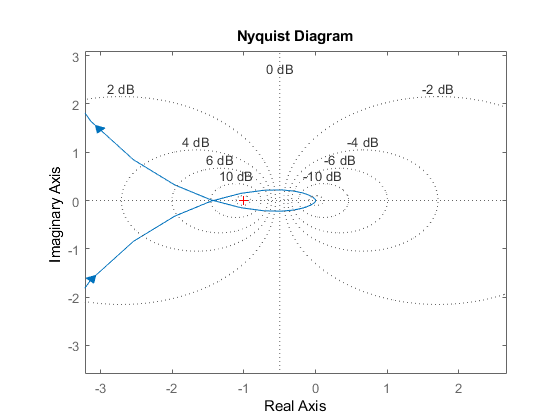 Nyquist Diagram
0 dB
2 dB
-2 dB
4 dB
-4 dB
6 dB
-6 dB
10 dB
-10 dB
Imaginary Axis
3
2
1
0
-1
-2
-3
-3
-2
-1
0
1
2
Real Axis